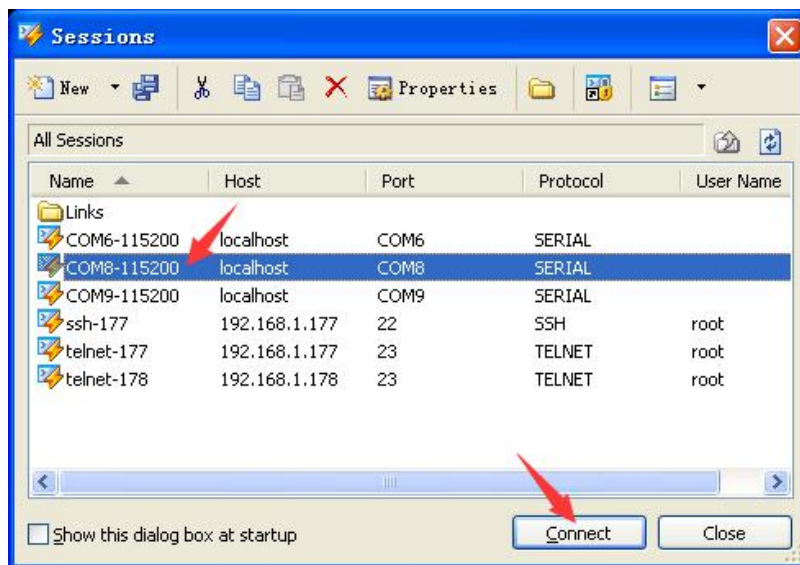 Sessions
New Properties
All Sessions
Name Host Port Protocol User Name
Links
COM6-115200 localhost COM6 SERIAL
COM8-115200 localhost COM8 SERIAL
COM9-115200 localhost COM9 SERIAL
ssh-177 192.168.1.177 22 SSH root
telnet-177 192.168.1.177 23 TELNET root
telnet-178 192.168.1.178 23 TELNET root
Show this dialog box at startup Connect Close